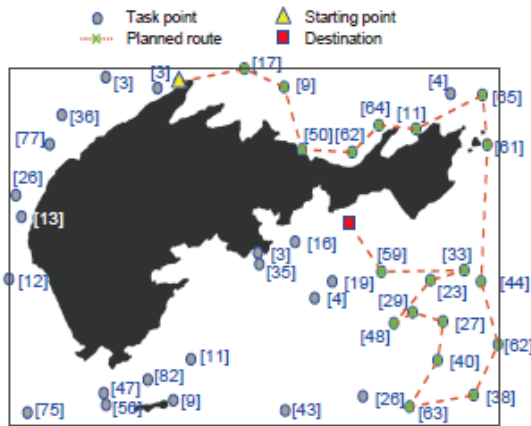 Task point Starting point
Planned route Destination
[3] [3] [17] [9] [4] [65]
[36] [64] [11]
[77] [50] [62] [61]
[26]
[13]
[16]
[3] [59] [33]
[35]
[12] [19] [23] [44]
[4] [29]
[48] [27]
[62]
[11] [40]
[82]
[47] [26] [38]
[56] [9]
[75] [43] [63]